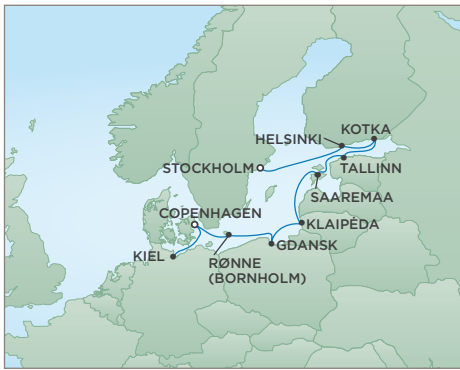 KOTKA
HELSINKI
STOCKHOLM
TALLINN
SAAREMAA
COPENHAGEN
KLAIPĖDA
GDANSK
KIEL
RØNNE
(BORNHOLM)